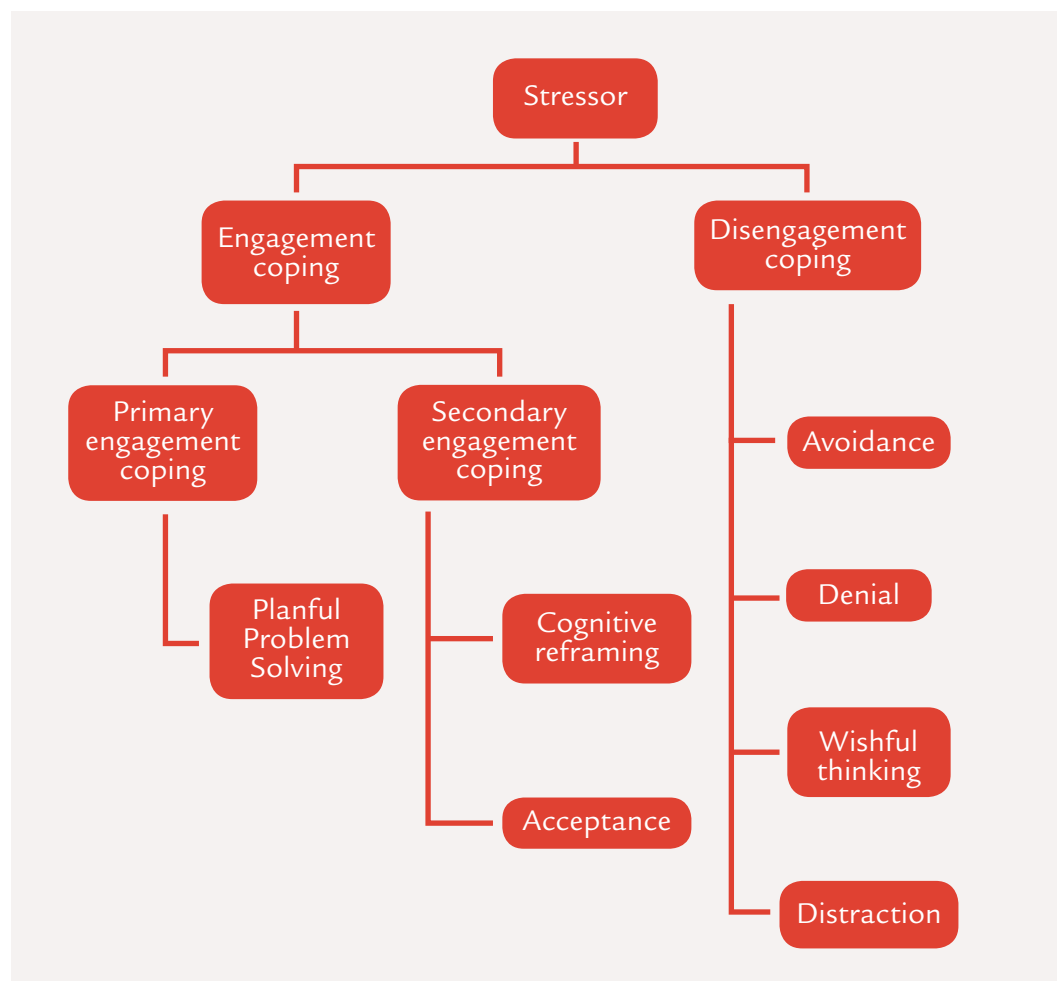 Stressor
Engagement
coping
Disengagement
coping
Primary
engagement
coping
Secondary
engagement
coping
Avoidance
Planful
Problem
Solving
Cognitive
reframing
Denial
Wishful
thinking
Acceptance
Distraction